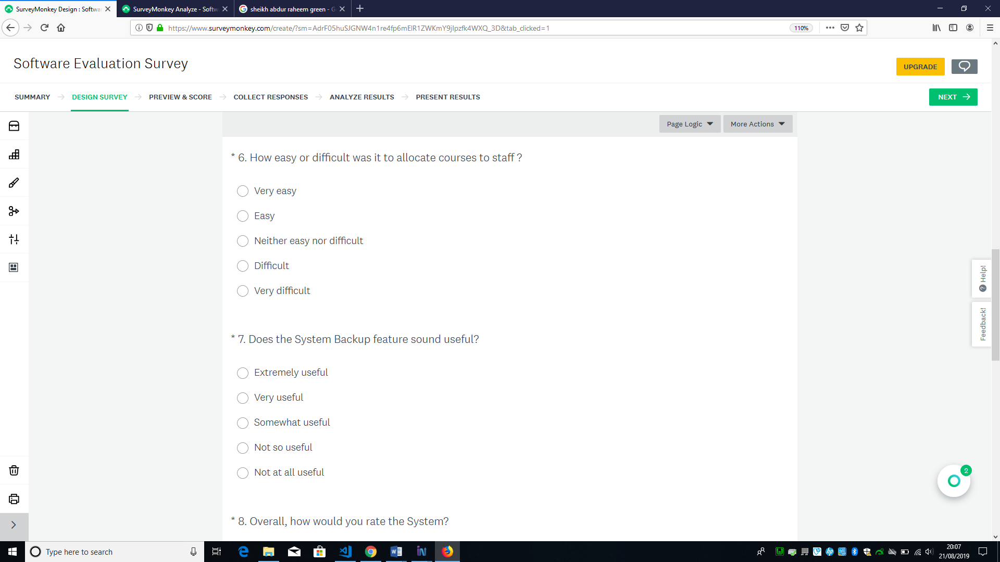 SurveyMonkey Design : Softwa
SurveyMonkey Analyze - Softw
sheikh abdur raheem green - G
https://www.surveymonkey.com/create/?sm=AdrF05huSJGNW4n1re4fp6mElR1ZWKmY9jlpzfk4WXQ_3D&tab_clicked=1
110%
Software Evaluation Survey
UPGRADE
SUMMARY
DESIGN SURVEY
PREVIEW & SCORE
COLLECT RESPONSES
ANALYZE RESULTS
PRESENT RESULTS
NEXT
Page Logic
More Actions
* 6. How easy or difficult was it to allocate courses to staff ?
Very easy
Easy
Neither easy nor difficult
Difficult
Very difficult
Help!
Feedback!
* 7. Does the System Backup feature sound useful?
Extremely useful
Very useful
Somewhat useful
Not so useful
Not at all useful
2
* 8. Overall, how would you rate the System?
Type here to search
20:07
21/08/2019